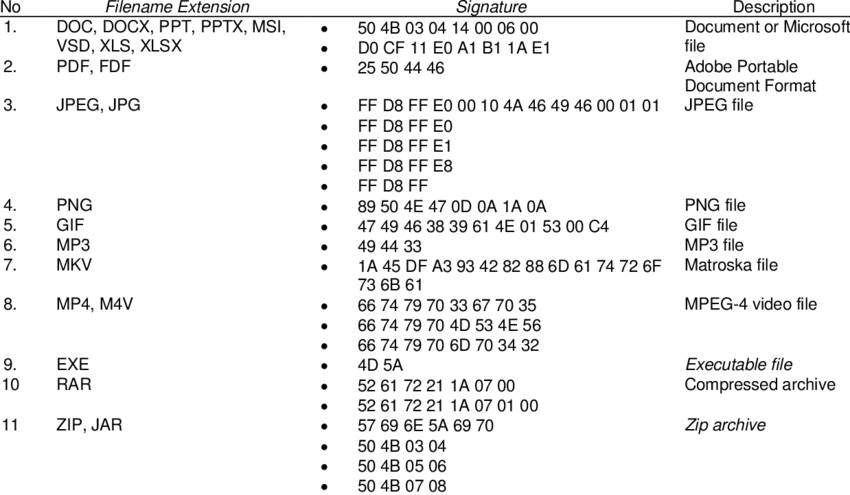 No Filename Extension Signature Description
1. DOC, DOCX, PPT, PPTX, MSI, • 50 4B 03 04 14 00 06 00 Document or Microsoft
VSD, XLS, XLSX • D0 CF 11 E0 A1 B1 1A E1 file
2. PDF, FDF • 25 50 44 46 Adobe Portable
Document Format
3. JPEG, JPG • FF D8 FF E0 00 10 4A 46 49 46 00 01 01 JPEG file
• FF D8 FF E0
• FF D8 FF E1
• FF D8 FF E8
• FF D8 FF
4. PNG • 89 50 4E 47 0D 0A 1A 0A PNG file
5. GIF • 47 49 46 38 39 61 4E 01 53 00 C4 GIF file
6. MP3 • 49 44 33 MP3 file
7. MKV • 1A 45 DF A3 93 42 82 88 6D 61 74 72 6F Matroska file
73 6B 61
8. MP4, M4V • 66 74 79 70 33 67 70 35 MPEG-4 video file
• 66 74 79 70 4D 53 4E 56
• 66 74 79 70 6D 70 34 32
9. EXE • 4D 5A Executable file
10 RAR • 52 61 72 21 1A 07 00 Compressed archive
• 52 61 72 21 1A 07 01 00
11 ZIP, JAR • 57 69 6E 5A 69 70 Zip archive
• 50 4B 03 04
• 50 4B 05 06
• 50 4B 07 08